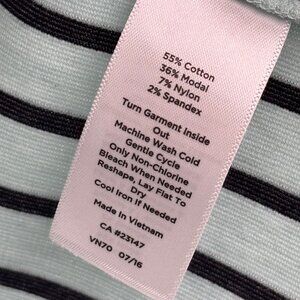 55% Cotton
36% Modal
7% Nylon
2% Spandex
Turn Garment Inside
Out
Machine Wash Cold
Gentle Cycle
Only Non-Chlorine
Bleach When Needed
Reshape, Lay Flat To
Dry
Cool Iron If Needed
Made In Vietnam
CA #23147
VN70 07/16